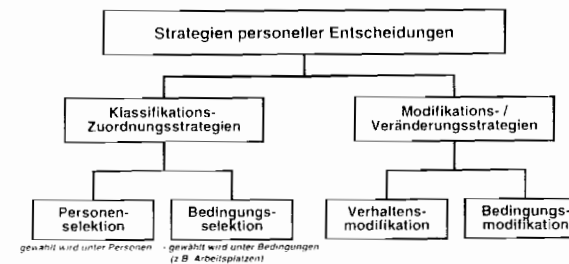 Strategien personeller Entscheidungen
Klassifikations-
Zuordnungsstrategien
Modifikations- /
Veränderungsstrategien
Personen-
selektion
Bedingungs-
selektion
Verhaltens-
modifikation
Bedingungs-
modifikation
gewählt wird unter Personen
- gewählt wird unter Bedingungen
(z.B. Arbeitsplatzen)